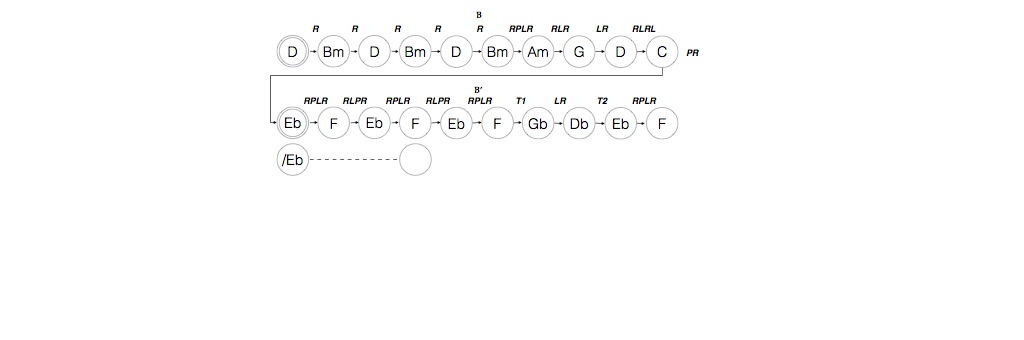 B
R R R R R RPLR RLR LR RLRL
D Bm D Bm D Bm Am G D C PR
B'
RPLR RLPR RPLR RLPR RPLR T1 LR T2 RPLR
Eb F Eb F Eb F Gb Db Eb F
/Eb